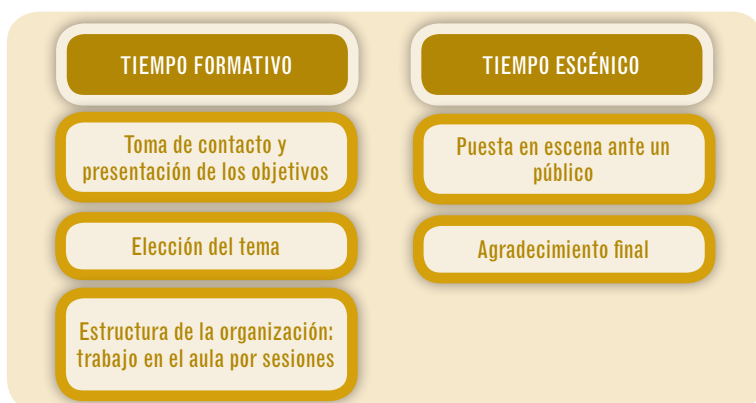 TIEMPO FORMATIVO
Toma de contacto y
presentación de los objetivos
Elección del tema
Estructura de la organización:
trabajo en el aula por sesiones
TIEMPO ESCÉNICO
Puesta en escena ante un
público
Agradecimiento final